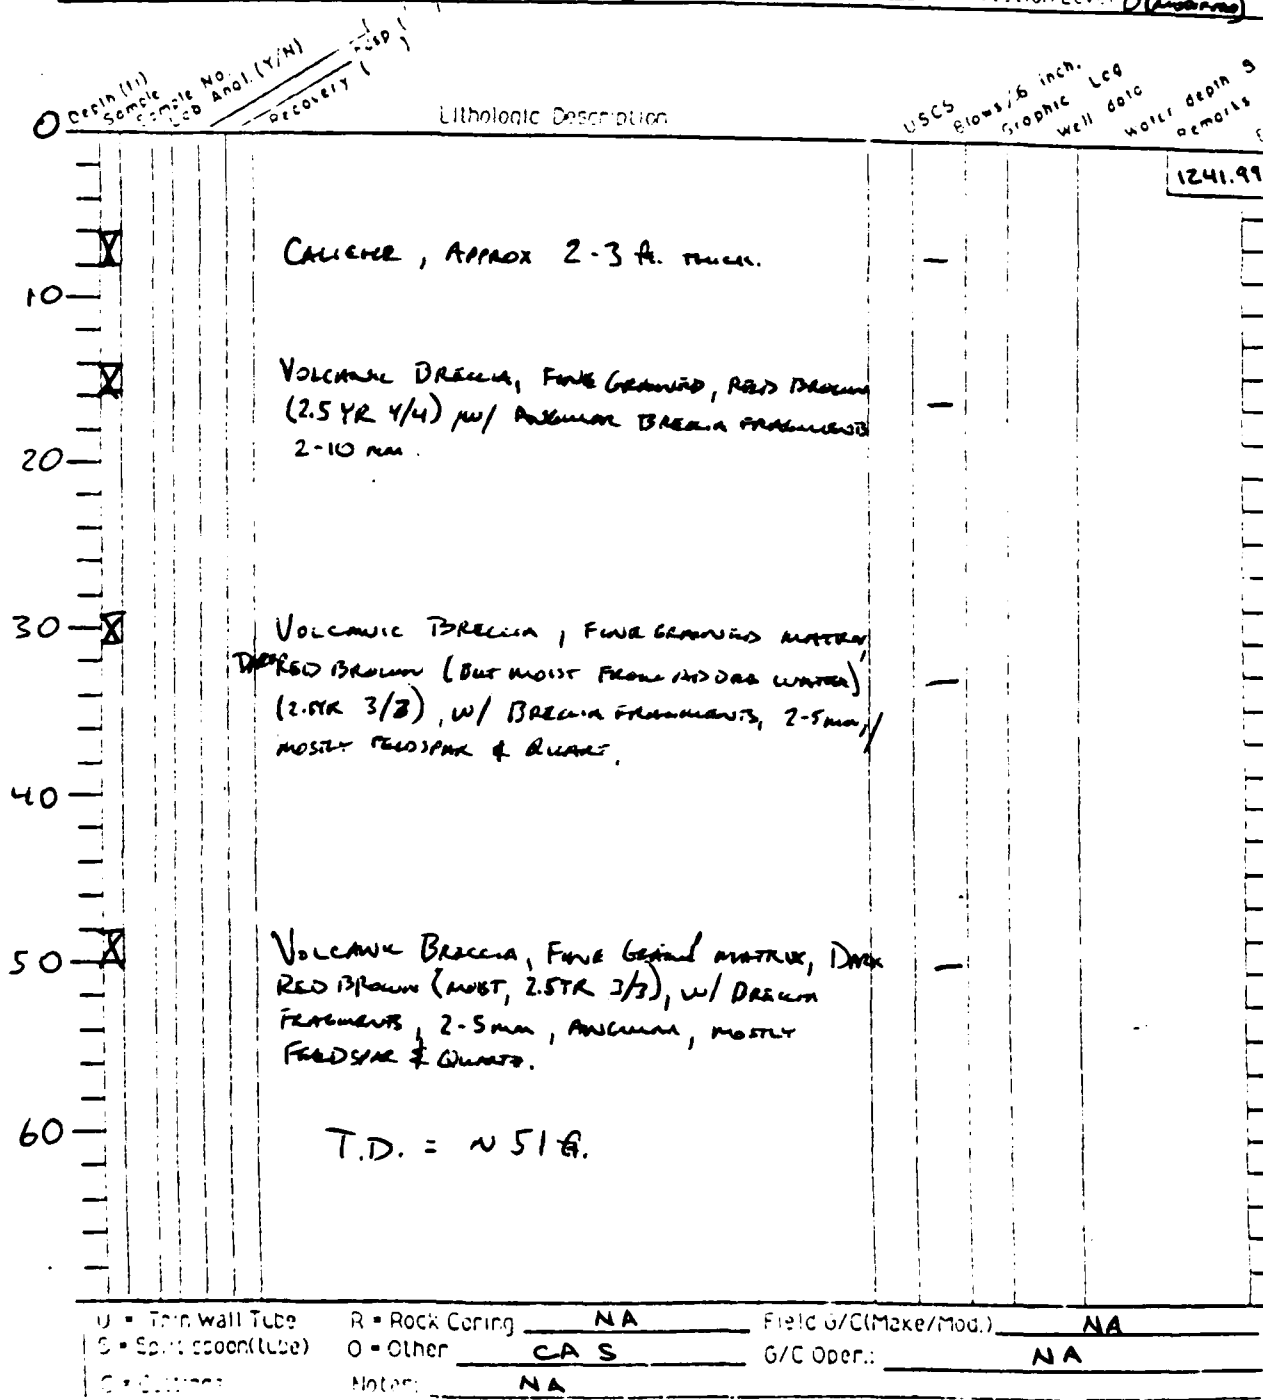 D (MODIFIED)
Depth (ft)
Sample
Sample No.
Lab Anal. (Y/N)
Recovery (
Lithologic Description
USCS
Blows/6 inch.
Graphic Log
Well data
Water depth
Remarks
0
1241.99
CALICHE, APPROX 2-3 ft. THICK.
10
VOLCANIC BRECCIA, FINE GRAINED, RED BROWN
(2.5 YR 4/4) w/ ANGULAR BRECCIA FRAGMENTS
2-10 mm.
20
30
VOLCANIC BRECCIA, FINE GRAINED MATRIX,
DARK RED BROWN (BUT MOIST FROM ADDED WATER)
(2.5YR 3/3), W/ BRECCIA FRAGMENTS, 2-5mm,
MOSTLY FELDSPAR & QUART.
40
50
VOLCANIC BRECCIA, FINE GRAINED MATRIX, DARK
RED BROWN (MOIST, 2.5YR 3/3), W/ BRECCIA
FRAGMENTS, 2-5mm, ANGULAR, MOSTLY
FELDSPAR & QUARTZ.
60
T.D. = ~ 51 ft.
U = Thin Wall Tube R = Rock Coring NA Field G/C(Make/Mod.) NA
S = Split spoon(tube) O = Other CAS G/C Oper.: NA
C = Cuttings Notes: NA